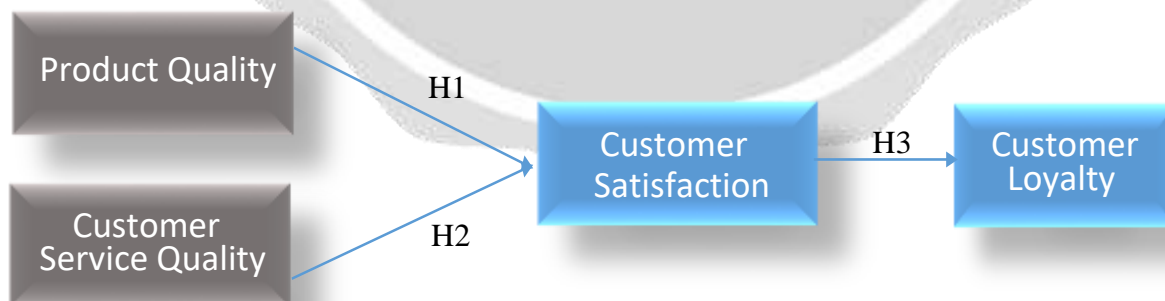 Product Quality
H1
Customer
Satisfaction
H3
Customer
Loyalty
Customer
Service Quality
H2